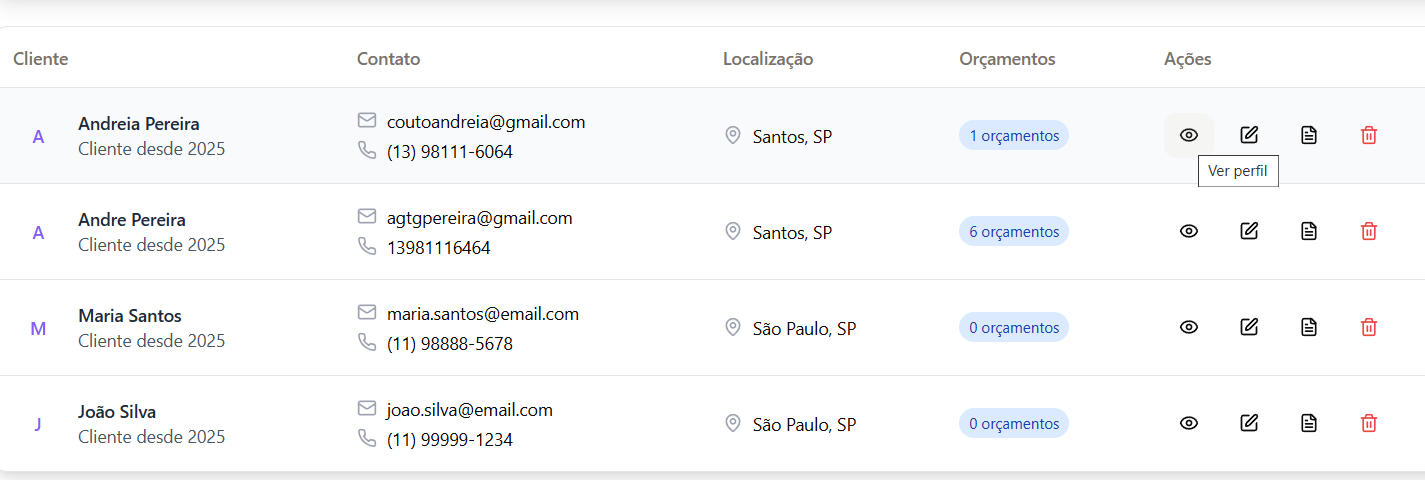 Cliente Contato Localização Orçamentos Ações
A Andreia Pereira Cliente desde 2025
coutoandreia@gmail.com
(13) 98111-6064
Santos, SP
1 orçamentos
Ver perfil
A Andre Pereira Cliente desde 2025
agtgpereira@gmail.com
13981116464
Santos, SP
6 orçamentos
M Maria Santos Cliente desde 2025
maria.santos@email.com
(11) 98888-5678
São Paulo, SP
0 orçamentos
J João Silva Cliente desde 2025
joao.silva@email.com
(11) 99999-1234
São Paulo, SP
0 orçamentos